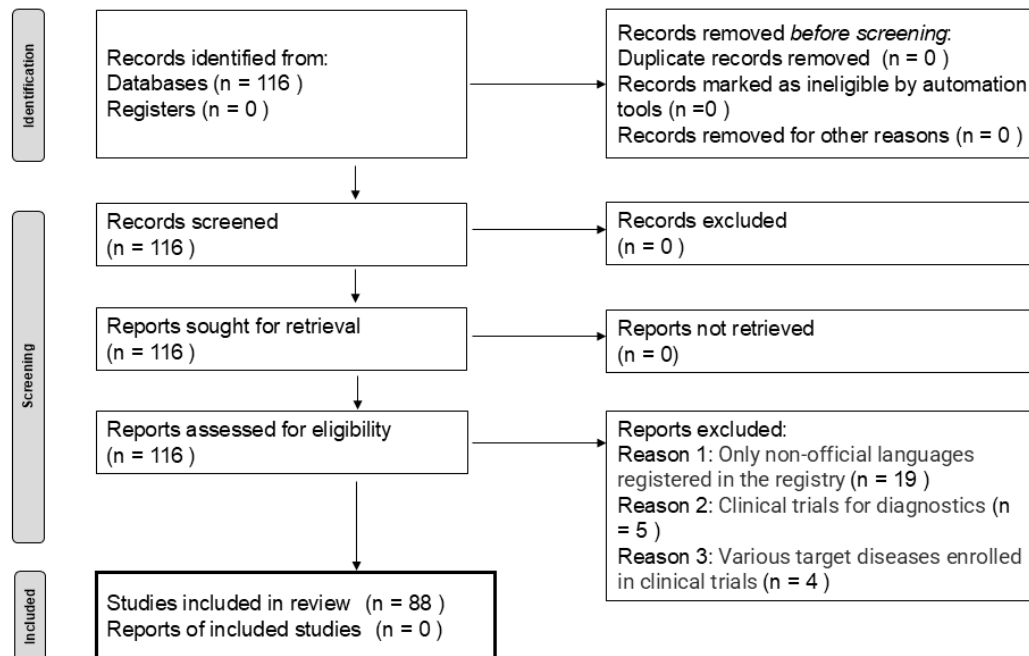 Identification
Records identified from:
Databases (n = 116 )
Registers (n = 0 )
Records removed before screening:
Duplicate records removed  (n = 0 )
Records marked as ineligible by automation
tools (n =0 )
Records removed for other reasons (n = 0 )
Screening
Records screened
(n = 116 )
Records excluded
(n = 0 )
Reports sought for retrieval
(n = 116 )
Reports not retrieved
(n = 0)
Reports assessed for eligibility
(n = 116 )
Reports excluded:
Reason 1: Only non-official languages
registered in the registry (n = 19 )
Reason 2: Clinical trials for diagnostics (n
= 5 )
Reason 3: Various target diseases enrolled
in clinical trials (n = 4 )
Included
Studies included in review  (n = 88 )
Reports of included studies  (n = 0 )